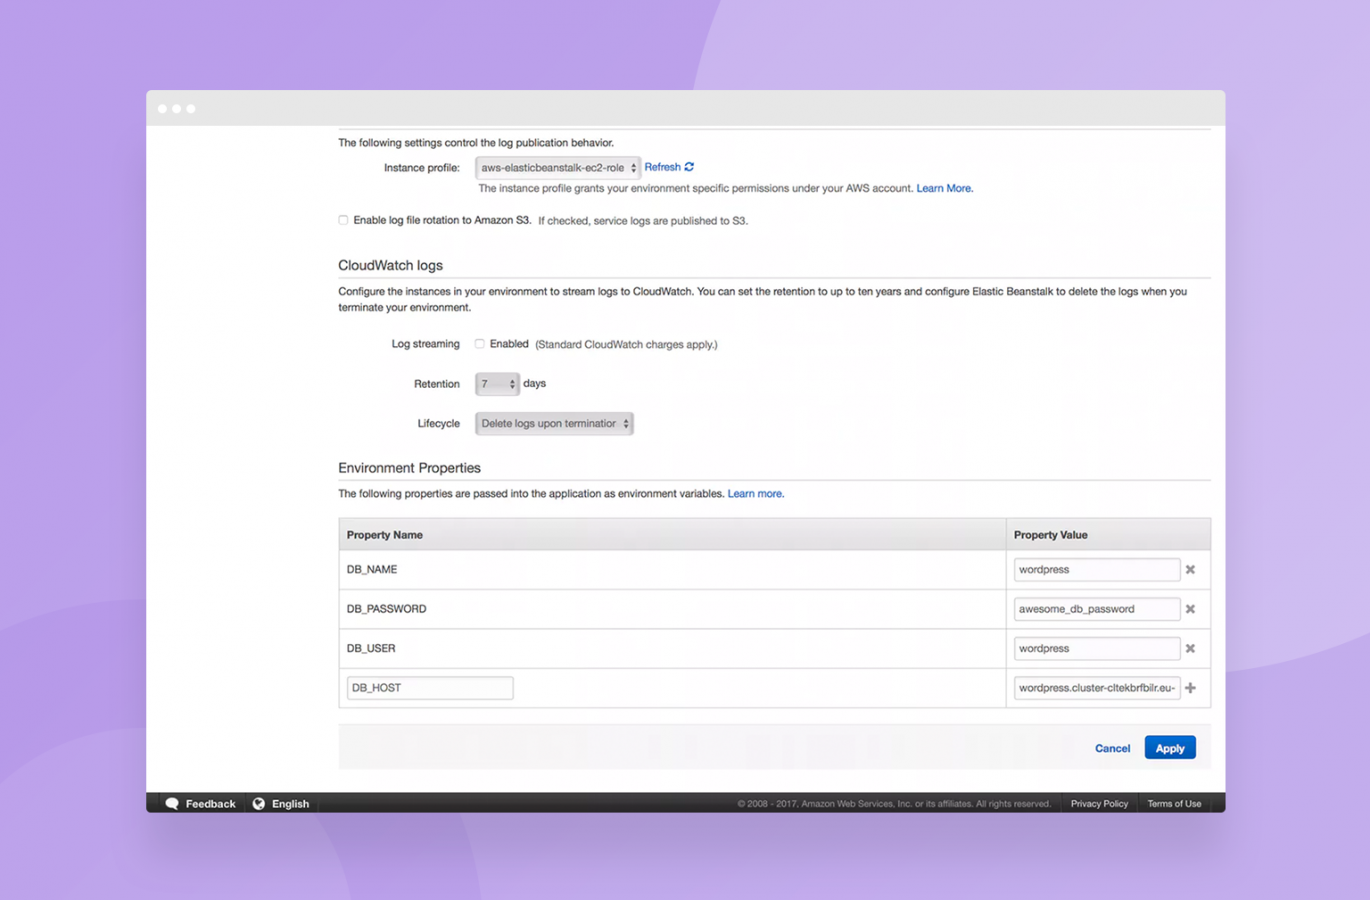 The following settings control the log publication behavior.
Instance profile: aws-elasticbeanstalk-ec2-role Refresh
The instance profile grants your environment specific permissions under your AWS account. Learn More.
Enable log file rotation to Amazon S3. If checked, service logs are published to S3.
CloudWatch logs
Configure the instances in your environment to stream logs to CloudWatch. You can set the retention to up to ten years and configure Elastic Beanstalk to delete the logs when you
terminate your environment.
Log streaming Enabled (Standard CloudWatch charges apply.)
Retention 7 days
Lifecycle Delete logs upon terminatior
Environment Properties
The following properties are passed into the application as environment variables. Learn more.
Property Name Property Value
DB_NAME wordpress
DB_PASSWORD awesome_db_password
DB_USER wordpress
DB_HOST wordpress.cluster-cltekbrfbilr.eu-
Cancel Apply
Feedback English © 2008 - 2017, Amazon Web Services, Inc. or its affiliates. All rights reserved. Privacy Policy Terms of Use